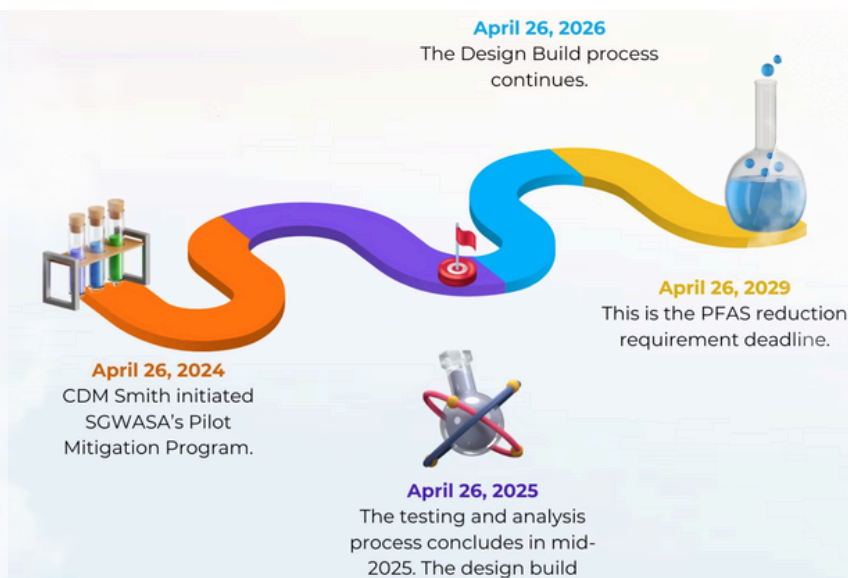 April 26, 2026
The Design Build process
continues.
April 26, 2029
This is the PFAS reduction
requirement deadline.
April 26, 2024
CDM Smith initiated
SGWASA's Pilot
Mitigation Program.
April 26, 2025
The testing and analysis
process concludes in mid-
2025. The design build